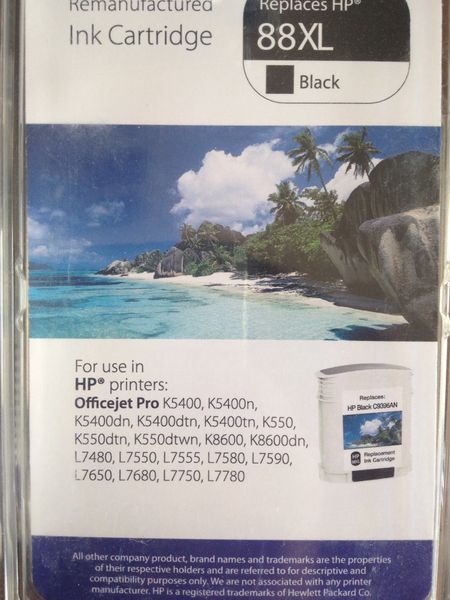 Remanufactured
Ink Cartridge
Replaces HP®
88XL
Black
For use in
HP® printers:
Officejet Pro K5400, K5400n,
K5400dn, K5400dtn, K5400tn, K550,
K550dtn, K550dtwn, K8600, K8600dn,
L7480, L7550, L7555, L7580, L7590,
L7650, L7680, L7750, L7780
Replaces:
HP Black C9396AN
HP
88XL
Replacement
Ink Cartridge
All other company product, brand names and trademarks are the properties
of their respective holders and are referred to for descriptive and
compatibility purposes only. We are not associated with any printer
manufacturer. HP is a registered trademarks of Hewlett Packard Co.